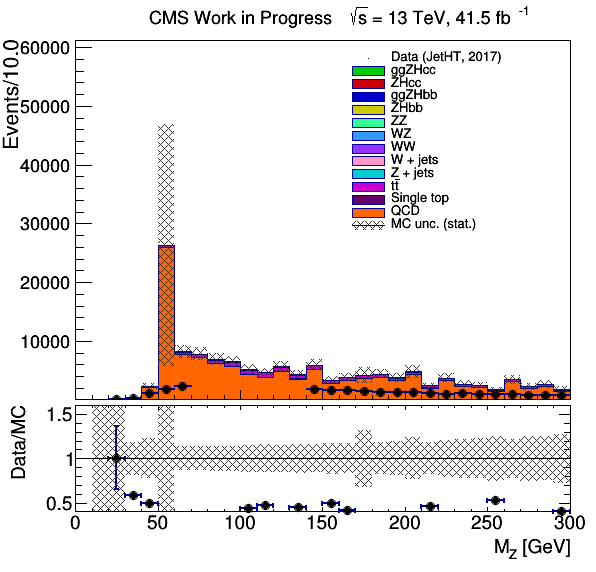 CMS Work in Progress √s = 13 TeV, 41.5 fb⁻¹
Events/10.0
60000
50000
40000
30000
20000
10000
Data (JetHT, 2017)
ggZHcc
ZHcc
ggZHbb
ZHbb
ZZ
WZ
WW
W + jets
Z + jets
tt̄
Single top
QCD
MC unc. (stat.)
Data/MC
1.5
1
0.5
0 50 100 150 200 250 300
M_Z [GeV]